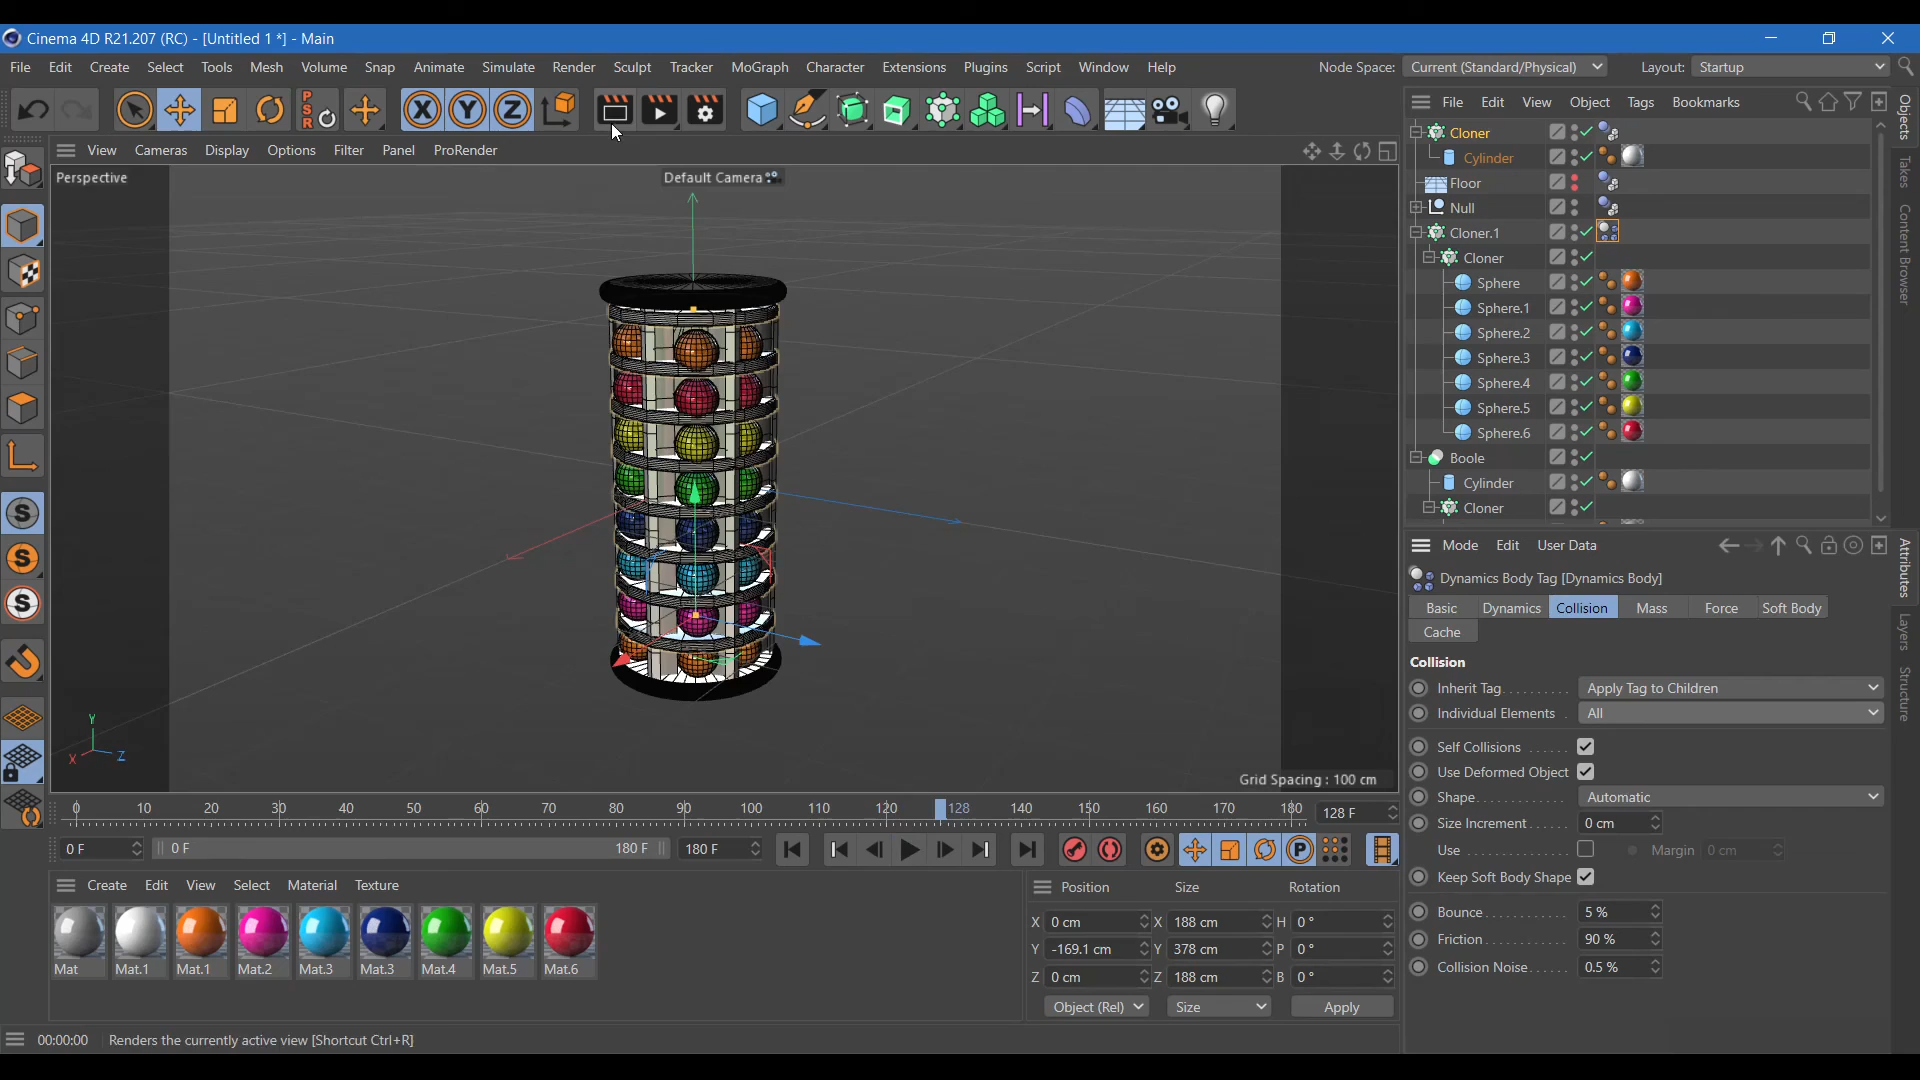 Cinema 4D R21.207 (RC) - [Untitled 1 *] - Main
File Edit Create Select Tools Mesh Volume Snap Animate Simulate Render Sculpt Tracker MoGraph Character Extensions Plugins Script Window Help Node Space: Current (Standard/Physical) Layout: Startup
PSR X Y Z
File Edit View Object Tags Bookmarks
View Cameras Display Options Filter Panel ProRender
Perspective
Default Camera
Cloner
Cylinder
Floor
Null
Cloner.1
Cloner
Sphere
Sphere.1
Sphere.2
Sphere.3
Sphere.4
Sphere.5
Sphere.6
Boole
Cylinder
Cloner
Objects
Takes
Content Browser
S
S
S
Y
X Z
Grid Spacing : 100 cm
Mode Edit User Data
Dynamics Body Tag [Dynamics Body]
Basic Dynamics Collision Mass Force Soft Body
Cache
Collision
Inherit Tag Apply Tag to Children
Individual Elements All
Self Collisions
Use Deformed Object
Shape Automatic
Size Increment 0 cm
Use Margin 0 cm
Keep Soft Body Shape
Bounce 5 %
Friction 90 %
Collision Noise 0.5 %
Attributes
Layers
Structure
0 10 20 30 40 50 60 70 80 90 100 110 120 128 140 150 160 170 180 128 F
0 F 0 F 180 F 180 F P
Create Edit View Select Material Texture
Mat Mat.1 Mat.1 Mat.2 Mat.3 Mat.3 Mat.4 Mat.5 Mat.6
Position Size Rotation
X 0 cm X 188 cm H 0 °
Y -169.1 cm Y 378 cm P 0 °
Z 0 cm Z 188 cm B 0 °
Object (Rel) Size Apply
00:00:00 Renders the currently active view [Shortcut Ctrl+R]